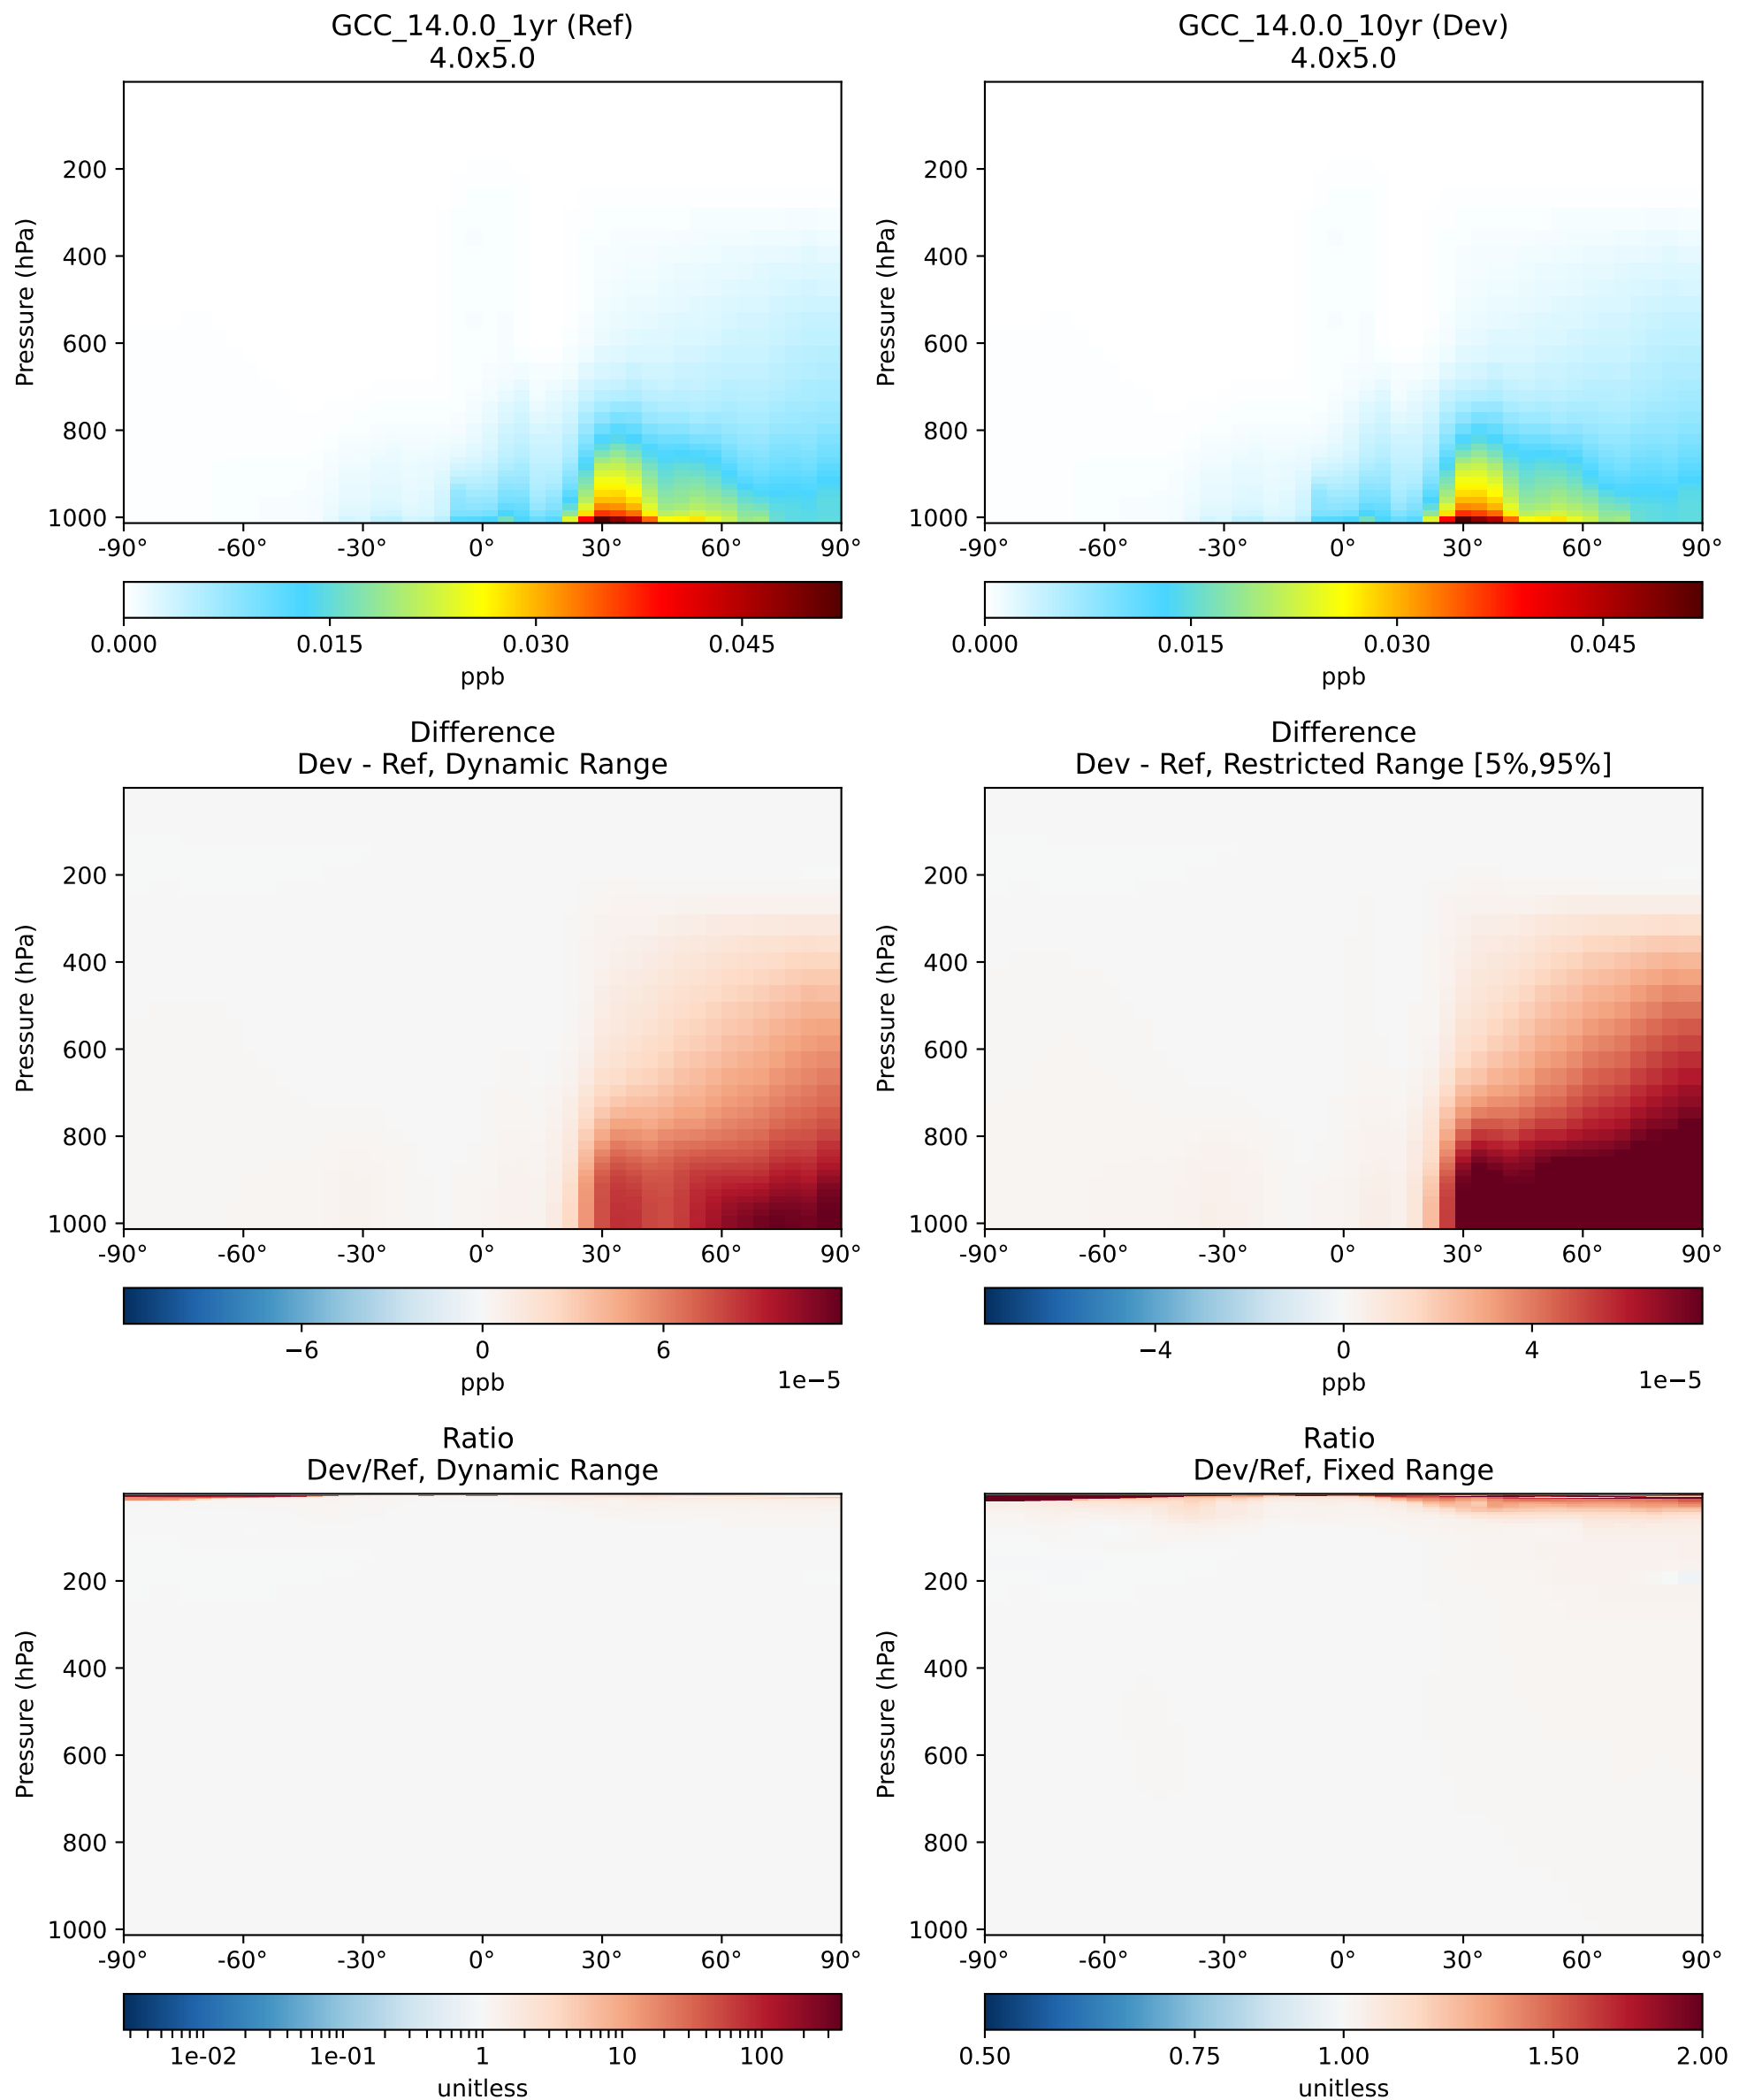 GCC_14.0.0_1yr (Ref)
4.0x5.0
Pressure (hPa)
200
400
600
800
1000
-90° -60° -30° 0° 30° 60° 90°
0.000 0.015 0.030 0.045
ppb
GCC_14.0.0_10yr (Dev)
4.0x5.0
Pressure (hPa)
200
400
600
800
1000
-90° -60° -30° 0° 30° 60° 90°
0.000 0.015 0.030 0.045
ppb
Difference
Dev - Ref, Dynamic Range
Pressure (hPa)
200
400
600
800
1000
-90° -60° -30° 0° 30° 60° 90°
−6 0 6
ppb
1e−5
Difference
Dev - Ref, Restricted Range [5%,95%]
Pressure (hPa)
200
400
600
800
1000
-90° -60° -30° 0° 30° 60° 90°
−4 0 4
ppb
1e−5
Ratio
Dev/Ref, Dynamic Range
Pressure (hPa)
200
400
600
800
1000
-90° -60° -30° 0° 30° 60° 90°
1e-02 1e-01 1 10 100
unitless
Ratio
Dev/Ref, Fixed Range
Pressure (hPa)
200
400
600
800
1000
-90° -60° -30° 0° 30° 60° 90°
0.50 0.75 1.00 1.50 2.00
unitless